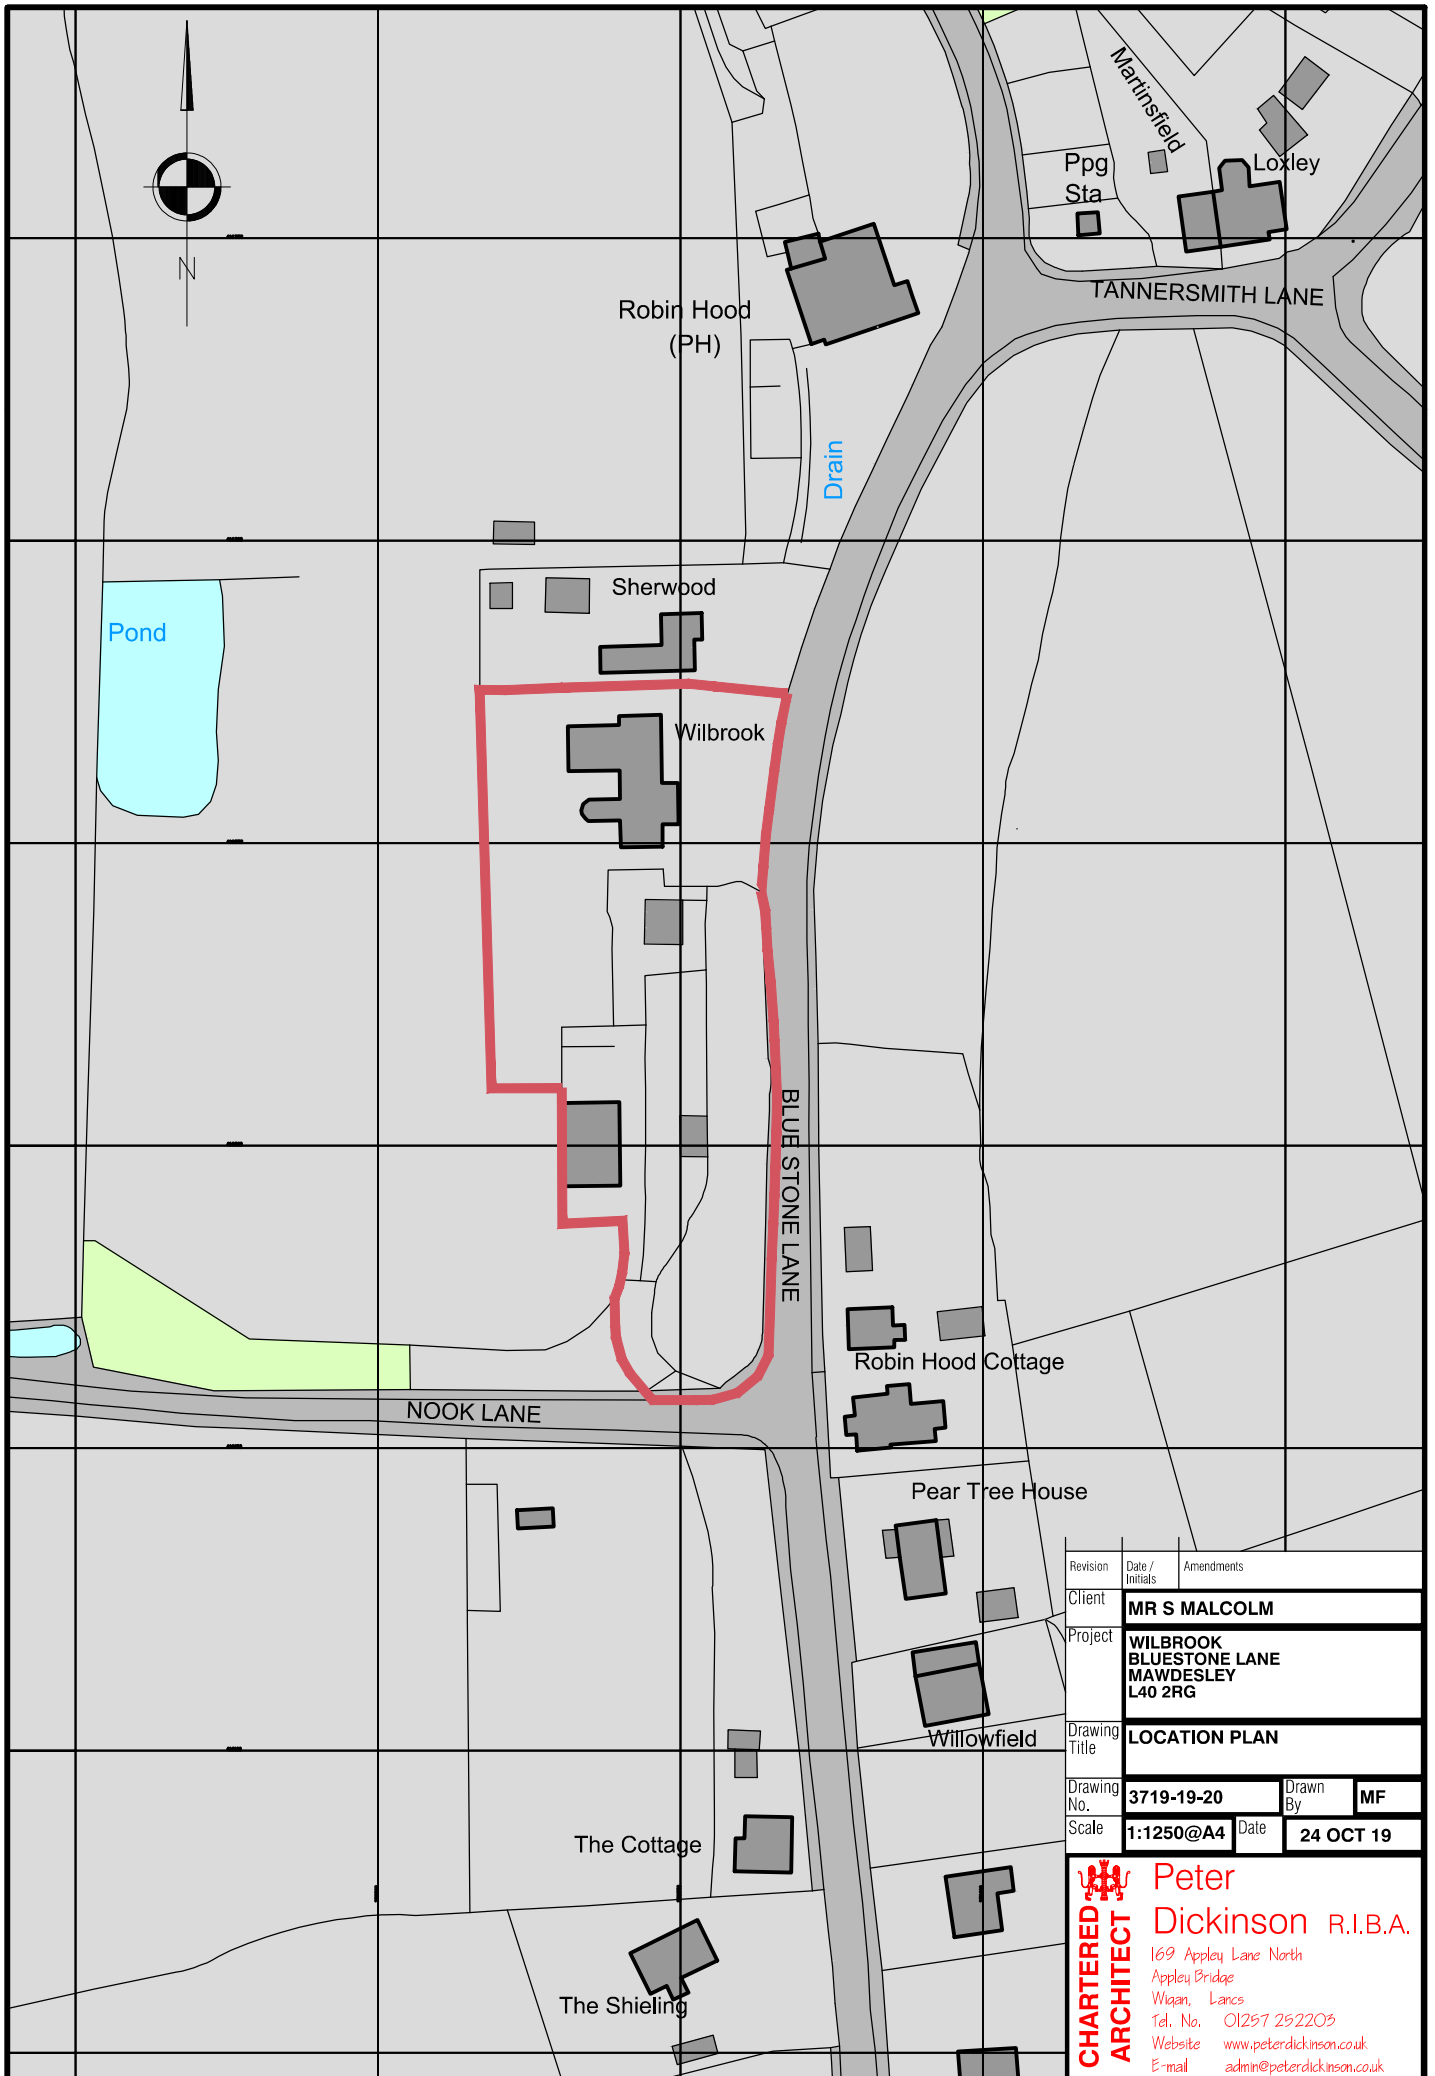 Martinsfield
Ppg
Sta
Loxley
N
TANNERSMITH LANE
Robin Hood
(PH)
Drain
Sherwood
Pond
Wilbrook
BLUE STONE LANE
Robin Hood Cottage
NOOK LANE
Pear Tree House
Willowfield
The Cottage
The Shieling
Revision
Date /
Initials
Amendments
Client
MR S MALCOLM
Project
WILBROOK
BLUESTONE LANE
MAWDESLEY
L40 2RG
Drawing
Title
LOCATION PLAN
Drawing
No.
3719-19-20
Drawn
By
MF
Scale
1:1250@A4
Date
24 OCT 19
CHARTERED
ARCHITECT
Peter
Dickinson R.I.B.A.
169 Appley Lane North
Appley Bridge
Wigan, Lancs
Tel. No. 01257 252203
Website www.peterdickinson.co.uk
E-mail admin@peterdickinson.co.uk